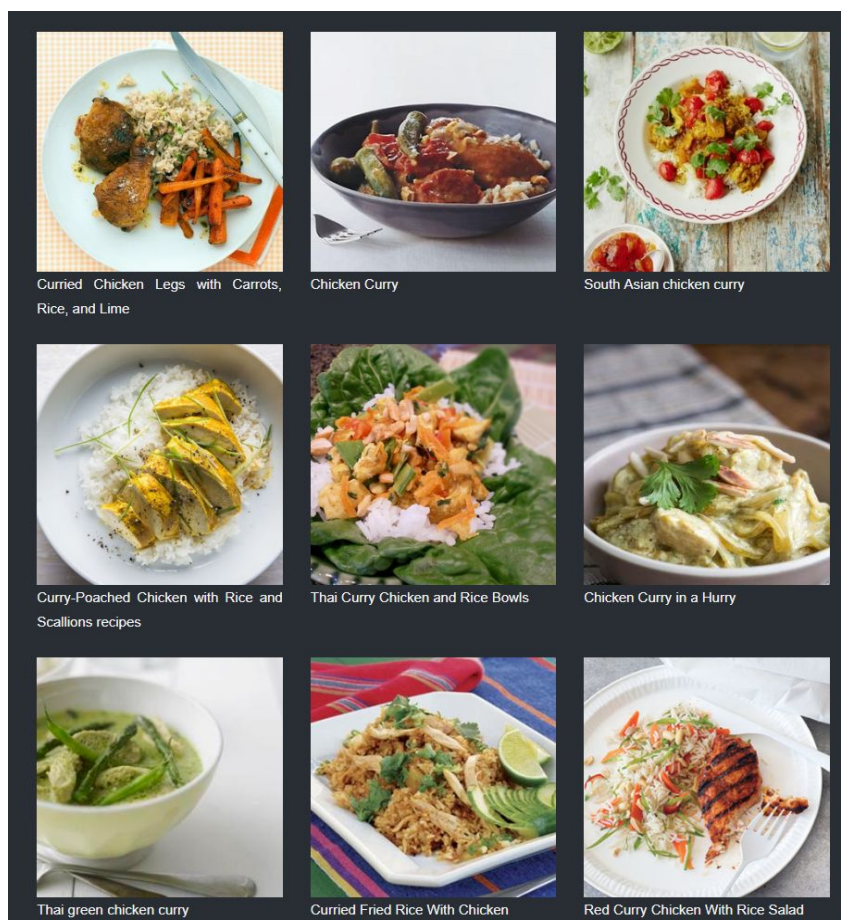 Curried Chicken Legs with Carrots,
Rice, and Lime
Chicken Curry
South Asian chicken curry
Curry-Poached Chicken with Rice and
Scallions recipes
Thai Curry Chicken and Rice Bowls
Chicken Curry in a Hurry
Thai green chicken curry
Curried Fried Rice With Chicken
Red Curry Chicken With Rice Salad